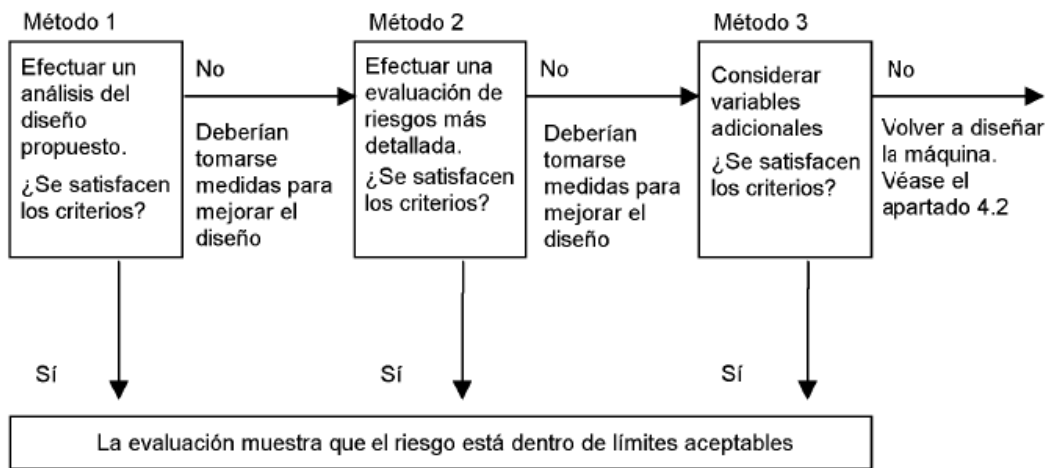 Método 1
Efectuar un
análisis del
diseño
propuesto.
¿Se satisfacen
los criterios?
No
Deberían
tomarse
medidas para
mejorar el
diseño
Sí
Método 2
Efectuar una
evaluación de
riesgos más
detallada.
¿Se satisfacen
los criterios?
No
Deberían
tomarse
medidas para
mejorar el
diseño
Sí
Método 3
Considerar
variables
adicionales
¿Se satisfacen
los criterios?
No
Volver a diseñar
la máquina.
Véase el
apartado 4.2
Sí
La evaluación muestra que el riesgo está dentro de límites aceptables